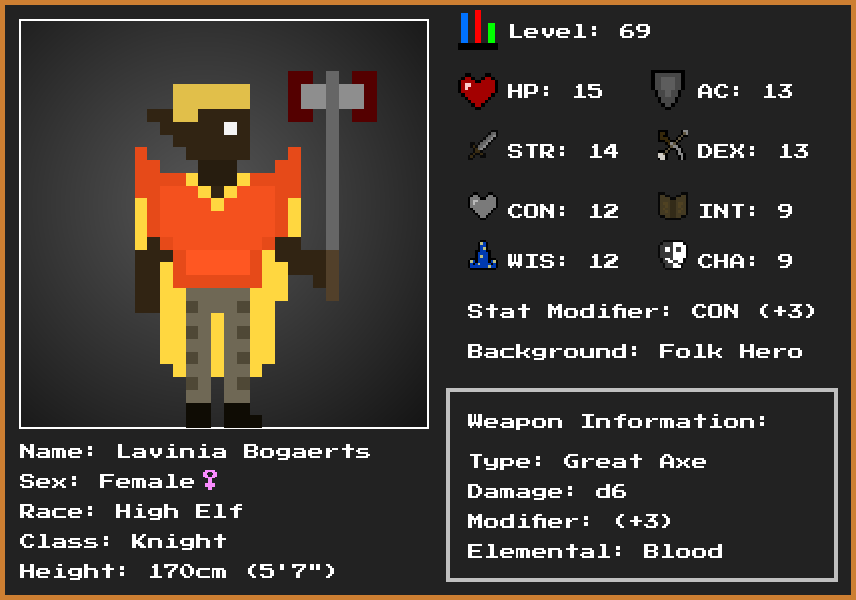 Level: 69
HP: 15 AC: 13
STR: 14 DEX: 13
CON: 12 INT: 9
WIS: 12 CHA: 9
Stat Modifier: CON (+3)
Background: Folk Hero
Weapon Information:
Type: Great Axe
Damage: d6
Modifier: (+3)
Elemental: Blood
Name: Lavinia Bogaerts
Sex: Female♀
Race: High Elf
Class: Knight
Height: 170cm (5'7")